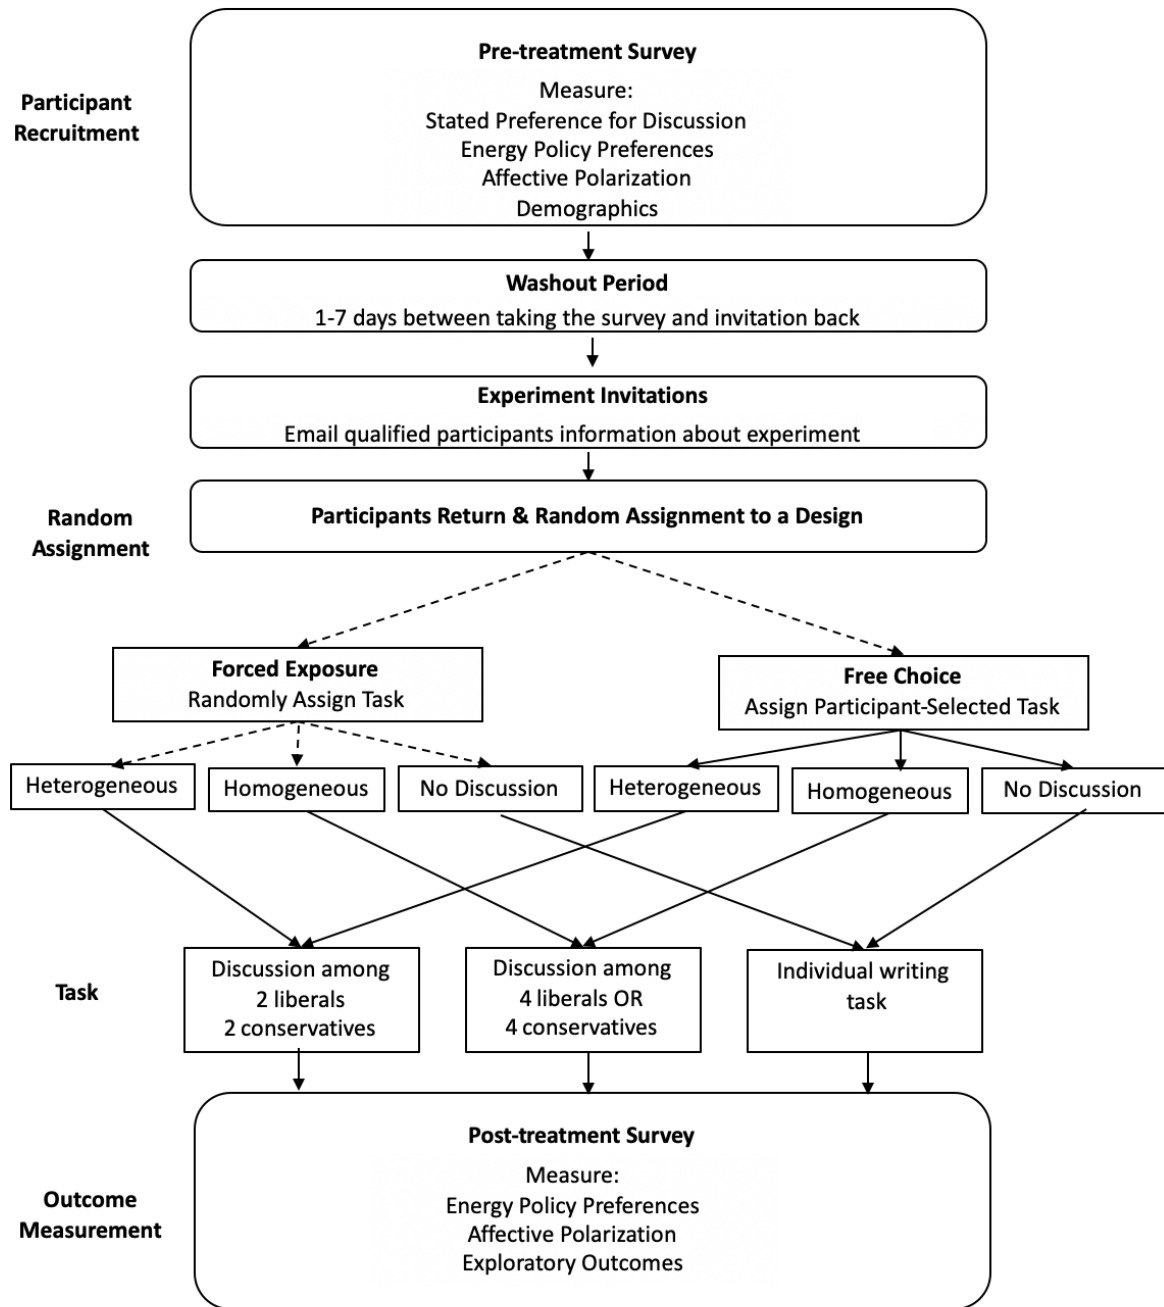 Participant
Recruitment
Pre-treatment Survey
Measure:
Stated Preference for Discussion
Energy Policy Preferences
Affective Polarization
Demographics
Washout Period
1-7 days between taking the survey and invitation back
Experiment Invitations
Email qualified participants information about experiment
Random
Assignment
Participants Return & Random Assignment to a Design
Forced Exposure
Randomly Assign Task
Free Choice
Assign Participant-Selected Task
Heterogeneous
Homogeneous
No Discussion
Heterogeneous
Homogeneous
No Discussion
Task
Discussion among
2 liberals
2 conservatives
Discussion among
4 liberals OR
4 conservatives
Individual writing
task
Outcome
Measurement
Post-treatment Survey
Measure:
Energy Policy Preferences
Affective Polarization
Exploratory Outcomes